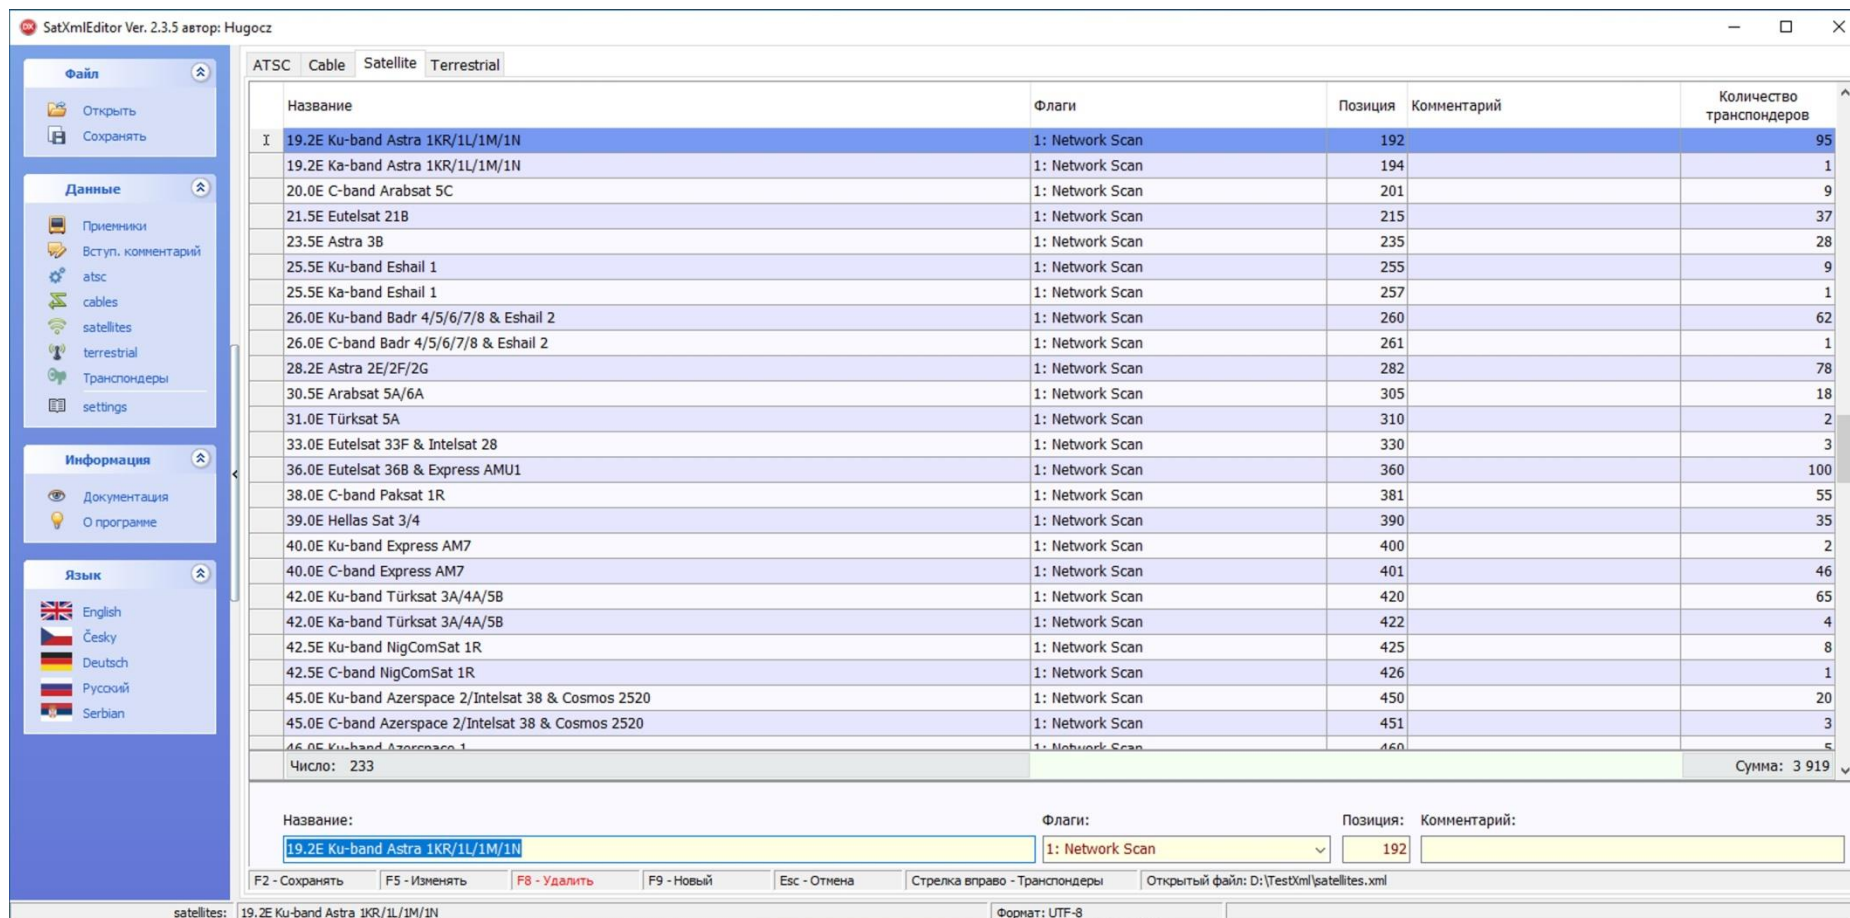 SatXmlEditor Ver. 2.3.5 автор: Hugocz
Файл
Открыть
Сохранять
Данные
Приемники
Вступ. комментарий
atsc
cables
satellites
terrestrial
Транспондеры
settings
Информация
Документация
О программе
Язык
English
Česky
Deutsch
Русский
Serbian
ATSC Cable Satellite Terrestrial
Название Флаги Позиция Комментарий Количество транспондеров
19.2E Ku-band Astra 1KR/1L/1M/1N 1: Network Scan 192 95
19.2E Ka-band Astra 1KR/1L/1M/1N 1: Network Scan 194 1
20.0E C-band Arabsat 5C 1: Network Scan 201 9
21.5E Eutelsat 21B 1: Network Scan 215 37
23.5E Astra 3B 1: Network Scan 235 28
25.5E Ku-band Eshail 1 1: Network Scan 255 9
25.5E Ka-band Eshail 1 1: Network Scan 257 1
26.0E Ku-band Badr 4/5/6/7/8 & Eshail 2 1: Network Scan 260 62
26.0E C-band Badr 4/5/6/7/8 & Eshail 2 1: Network Scan 261 1
28.2E Astra 2E/2F/2G 1: Network Scan 282 78
30.5E Arabsat 5A/6A 1: Network Scan 305 18
31.0E Türksat 5A 1: Network Scan 310 2
33.0E Eutelsat 33F & Intelsat 28 1: Network Scan 330 3
36.0E Eutelsat 36B & Express AMU1 1: Network Scan 360 100
38.0E C-band Paksat 1R 1: Network Scan 381 55
39.0E Hellas Sat 3/4 1: Network Scan 390 35
40.0E Ku-band Express AM7 1: Network Scan 400 2
40.0E C-band Express AM7 1: Network Scan 401 46
42.0E Ku-band Türksat 3A/4A/5B 1: Network Scan 420 65
42.0E Ka-band Türksat 3A/4A/5B 1: Network Scan 422 4
42.5E Ku-band NigComSat 1R 1: Network Scan 425 8
42.5E C-band NigComSat 1R 1: Network Scan 426 1
45.0E Ku-band Azerspace 2/Intelsat 38 & Cosmos 2520 1: Network Scan 450 20
45.0E C-band Azerspace 2/Intelsat 38 & Cosmos 2520 1: Network Scan 451 3
46.0E Ku-band Azerspace 1 1: Network Scan 460 5
Число: 233 Сумма: 3 919
Название: Флаги: Позиция: Комментарий:
19.2E Ku-band Astra 1KR/1L/1M/1N 1: Network Scan 192
F2 - Сохранять F5 - Изменять F8 - Удалить F9 - Новый Esc - Отмена Стрелка вправо - Транспондеры Открытый файл: D:\TestXml\satellites.xml
satellites: 19.2E Ku-band Astra 1KR/1L/1M/1N Формат: UTF-8